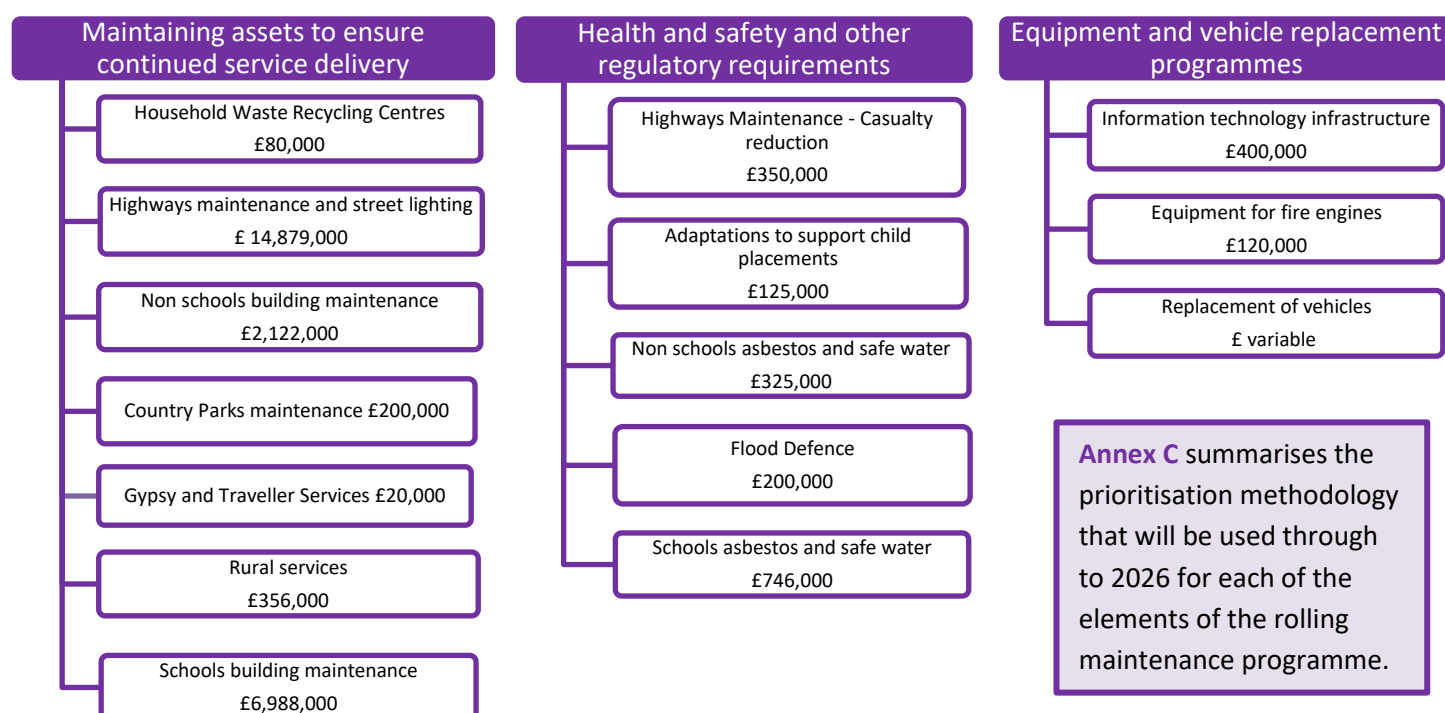 Maintaining assets to ensure
continued service delivery
Household Waste Recycling Centres
£80,000
Highways maintenance and street lighting
£ 14,879,000
Non schools building maintenance
£2,122,000
Country Parks maintenance £200,000
Gypsy and Traveller Services £20,000
Rural services
£356,000
Schools building maintenance
£6,988,000
Health and safety and other
regulatory requirements
Highways Maintenance - Casualty
reduction
£350,000
Adaptations to support child
placements
£125,000
Non schools asbestos and safe water
£325,000
Flood Defence
£200,000
Schools asbestos and safe water
£746,000
Equipment and vehicle replacement
programmes
Information technology infrastructure
£400,000
Equipment for fire engines
£120,000
Replacement of vehicles
£ variable
Annex C summarises the
prioritisation methodology
that will be used through
to 2026 for each of the
elements of the rolling
maintenance programme.